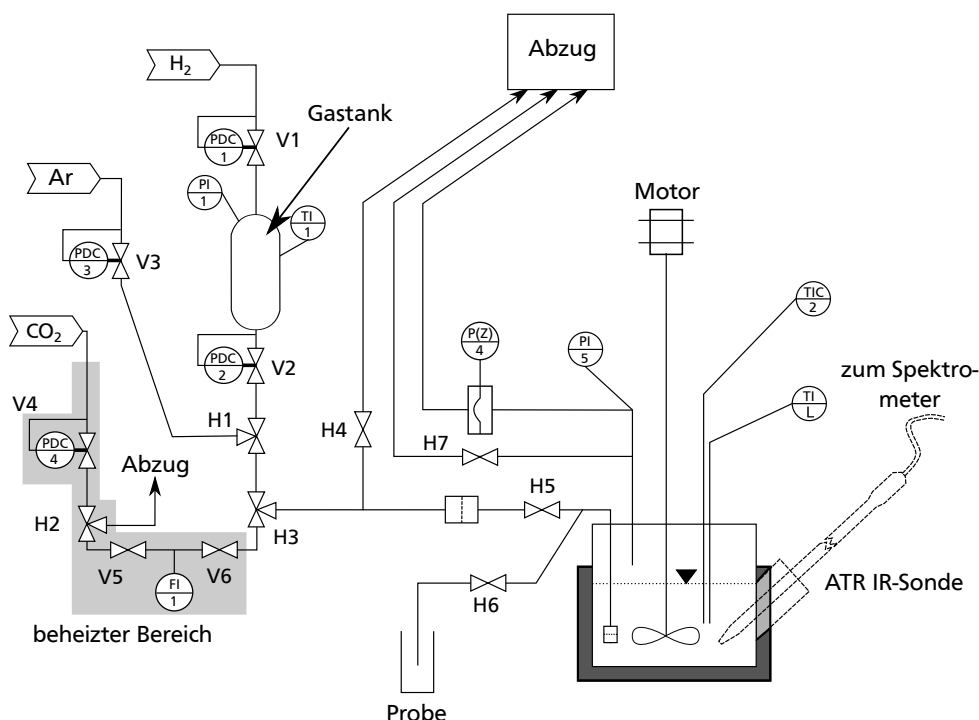 Abzug
H2
PDC
1
V1
Gastank
Ar
PI
1
TI
1
Motor
PDC
3
V3
TIC
2
CO2
P(Z)
4
PI
5
PDC
2
V2
zum Spektro-
meter
V4
TI
L
H1
H4
H7
PDC
4
Abzug
H5
H2
H3
V5
V6
FI
1
H6
ATR IR-Sonde
beheizter Bereich
Probe